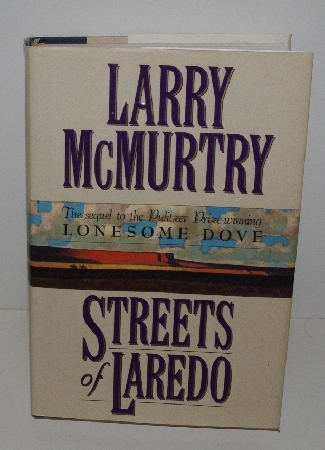 LARRY
McMURTRY
The sequel to the Pulitzer Prize winning
LONESOME DOVE
STREETS
of LAREDO